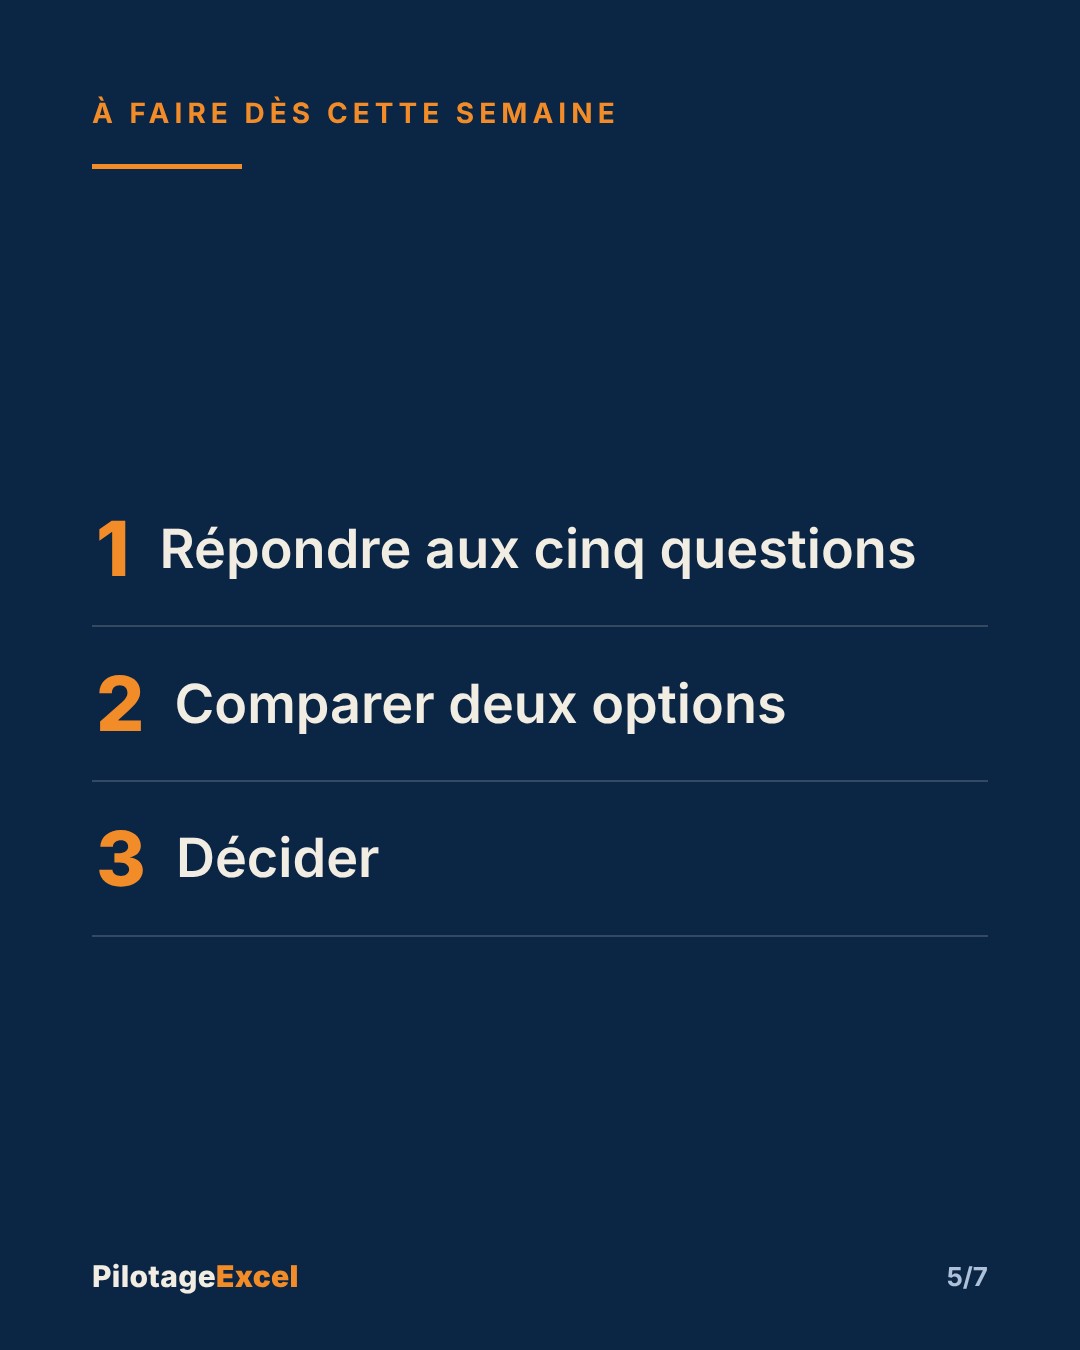 À FAIRE DÈS CETTE SEMAINE
1 Répondre aux cinq questions
2 Comparer deux options
3 Décider
PilotageExcel
5/7